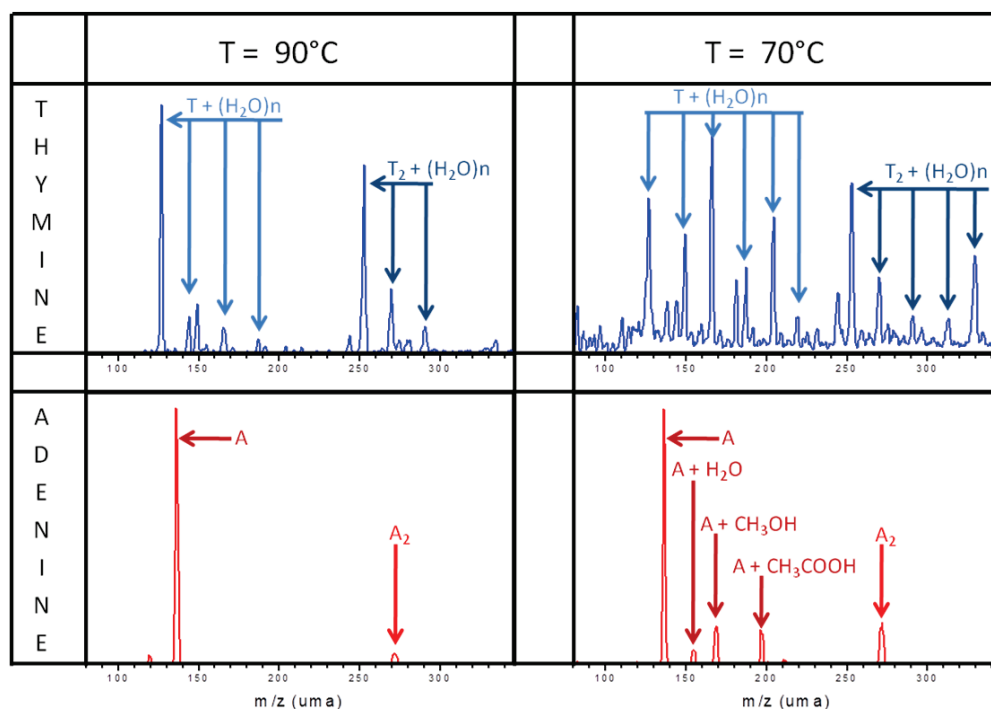 T = 90°C
T = 70°C
T
H
Y
M
I
N
E
T + (H₂O)n
T₂ + (H₂O)n
100 150 200 250 300
T + (H₂O)n
T₂ + (H₂O)n
100 150 200 250 300
A
D
E
N
I
N
E
A
A₂
100 150 200 250 300
m/z (uma)
A
A + H₂O
A + CH₃OH
A + CH₃COOH
A₂
100 150 200 250 300
m/z (uma)